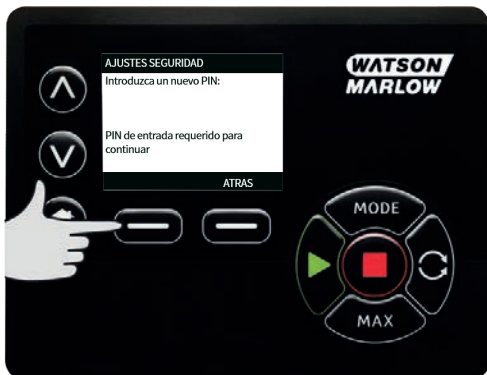 AJUSTES SEGURIDAD
Introduzca un nuevo PIN:
PIN de entrada requerido para
continuar
ATRAS
WATSON
MARLOW
MODE
MAX